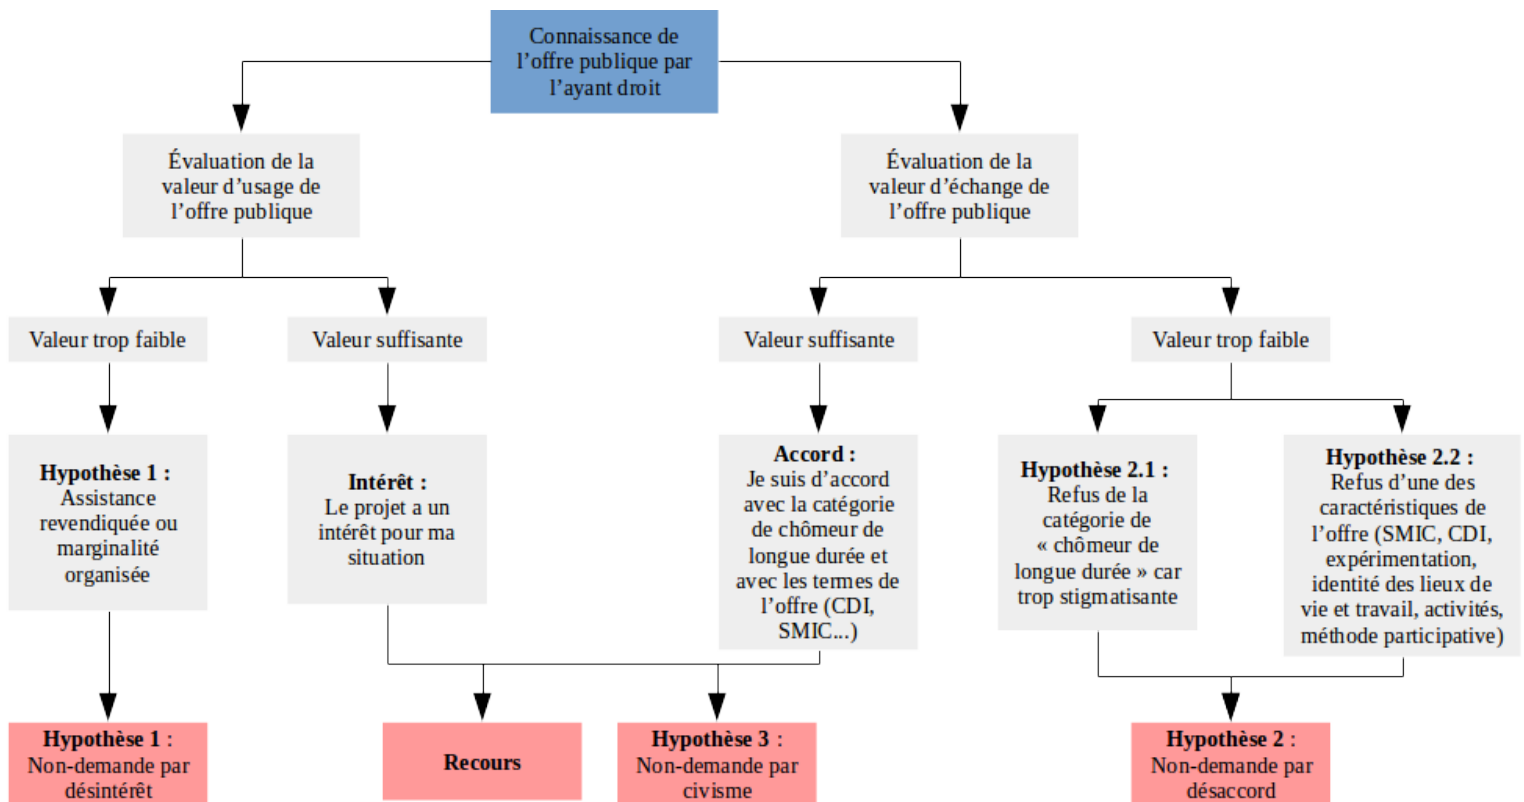 Connaissance de
l’offre publique par
l’ayant droit
Évaluation de la
valeur d’usage de
l’offre publique
Évaluation de la
valeur d’échange de
l’offre publique
Valeur trop faible
Valeur suffisante
Valeur suffisante
Valeur trop faible
Hypothèse 1 :
Assistance
revendiquée ou
marginalité
organisée
Intérêt :
Le projet a un
intérêt pour ma
situation
Accord :
Je suis d’accord
avec la catégorie
de chômeur de
longue durée et
avec les termes de
l’offre (CDI,
SMIC...)
Hypothèse 2.1 :
Refus de la
catégorie de
« chômeur de
longue durée » car
trop stigmatisante
Hypothèse 2.2 :
Refus d’une des
caractéristiques de
l’offre (SMIC, CDI,
expérimentation,
identité des lieux de
vie et travail, activités,
méthode participative)
Hypothèse 1 :
Non-demande par
désintérêt
Recours
Hypothèse 3 :
Non-demande par
civisme
Hypothèse 2 :
Non-demande par
désaccord